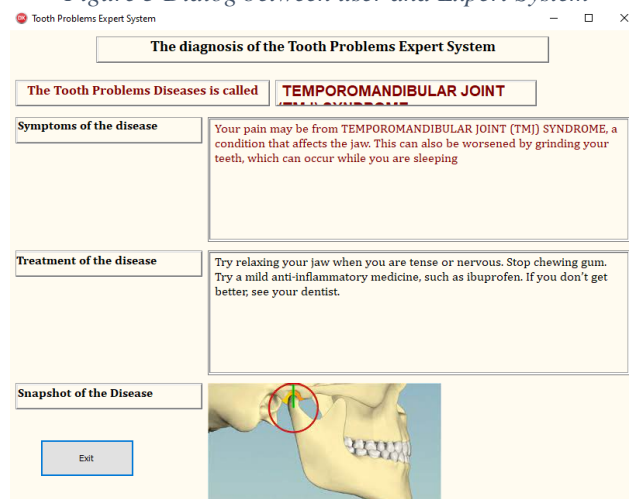 Figure 3 Dialog between user and Expert System
Tooth Problems Expert System
The diagnosis of the Tooth Problems Expert System
The Tooth Problems Diseases is called
TEMPOROMANDIBULAR JOINT
(TMJ) SYNDROME
Symptoms of the disease
Your pain may be from TEMPOROMANDIBULAR JOINT (TMJ) SYNDROME, a
condition that affects the jaw. This can also be worsened by grinding your
teeth, which can occur while you are sleeping
Treatment of the disease
Try relaxing your jaw when you are tense or nervous. Stop chewing gum.
Try a mild anti-inflammatory medicine, such as ibuprofen. If you don't get
better, see your dentist.
Snapshot of the Disease
Exit